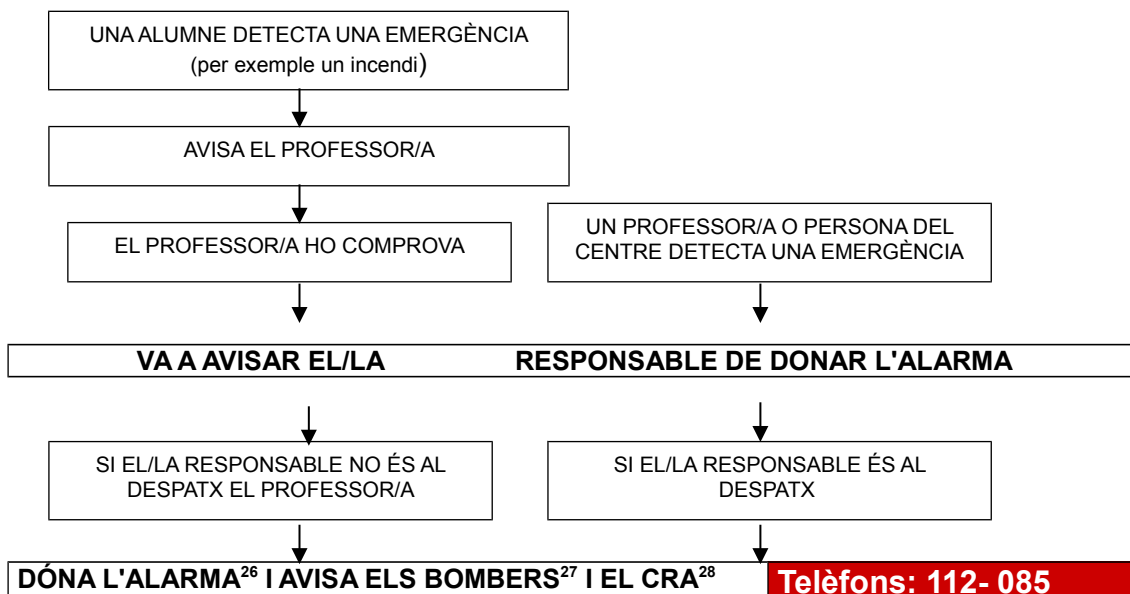 UNA ALUMNE DETECTA UNA EMERGÈNCIA
(per exemple un incendi)
AVISA EL PROFESSOR/A
EL PROFESSOR/A HO COMPROVA
UN PROFESSOR/A O PERSONA DEL
CENTRE DETECTA UNA EMERGÈNCIA
VA A AVISAR EL/LA RESPONSABLE DE DONAR L'ALARMA
SI EL/LA RESPONSABLE NO ÉS AL
DESPATX EL PROFESSOR/A
SI EL/LA RESPONSABLE ÉS AL
DESPATX
DÓNA L'ALARMA²⁶ I AVISA ELS BOMBERS²⁷ I EL CRA²⁸
Telèfons: 112- 085